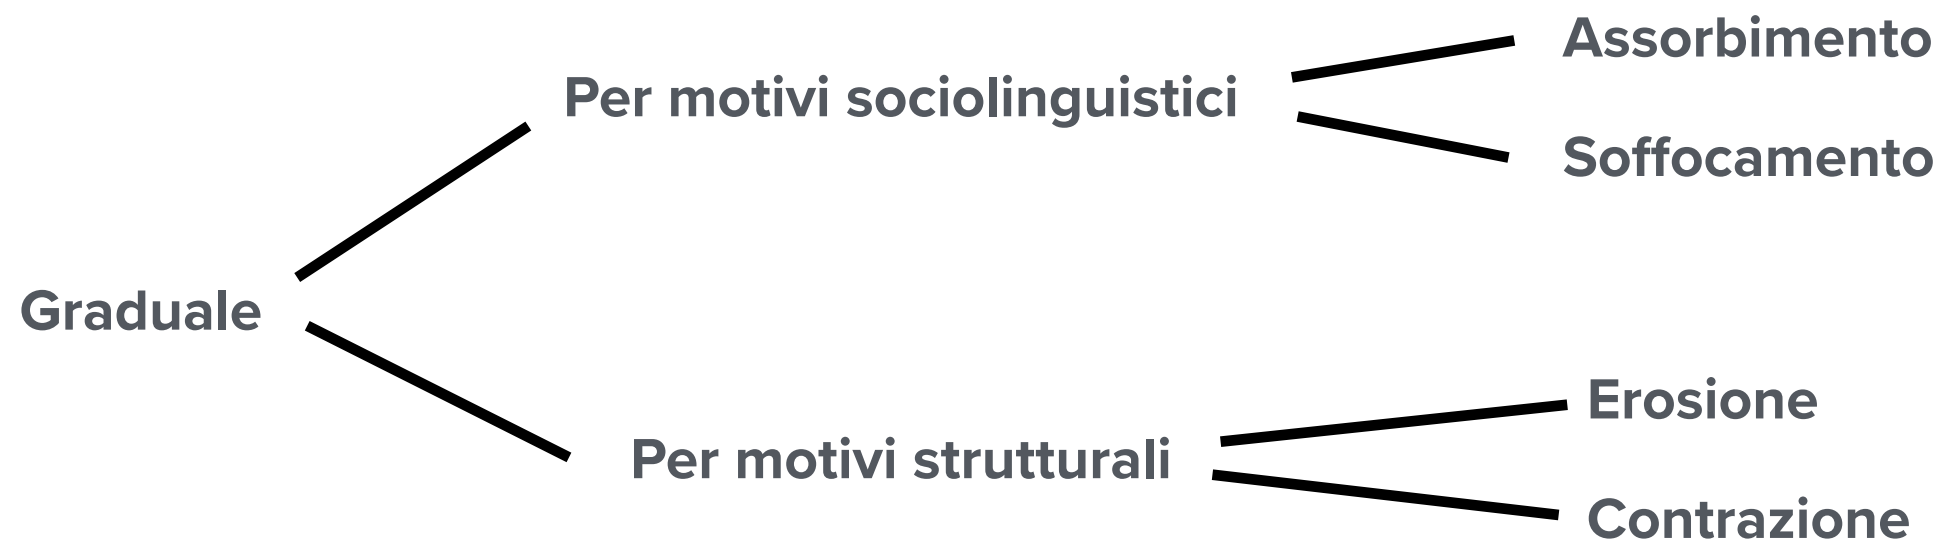 Assorbimento
Per motivi sociolinguistici
Soffocamento
Graduale
Erosione
Per motivi strutturali
Contrazione